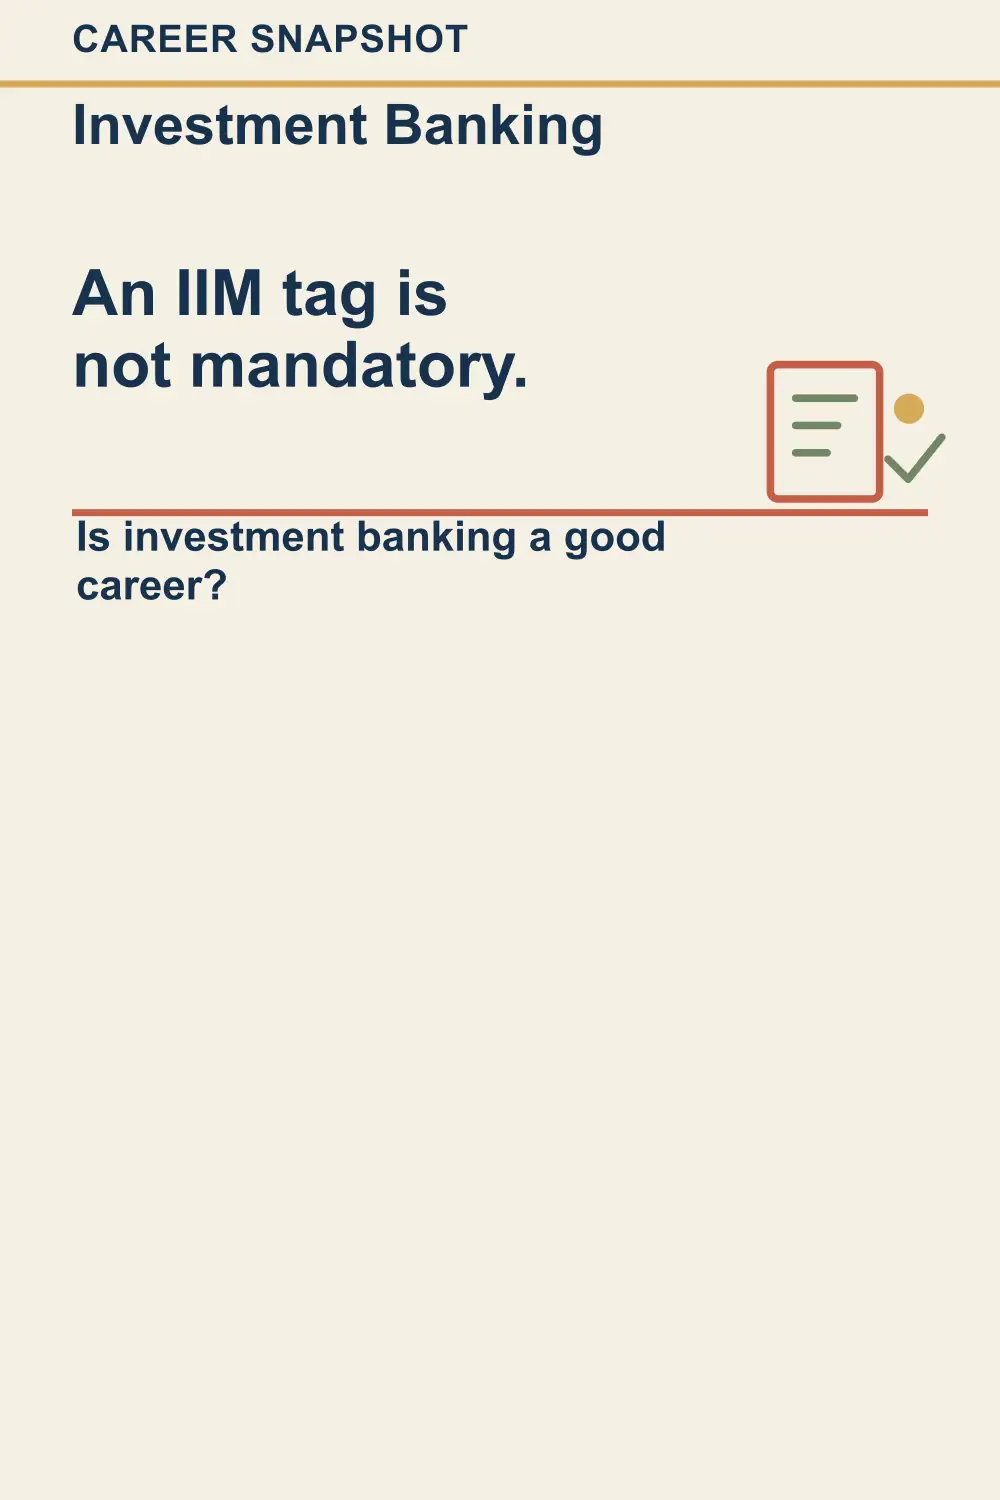 CAREER SNAPSHOT
Investment Banking
An IIM tag is
not mandatory.
Is investment banking a good
career?